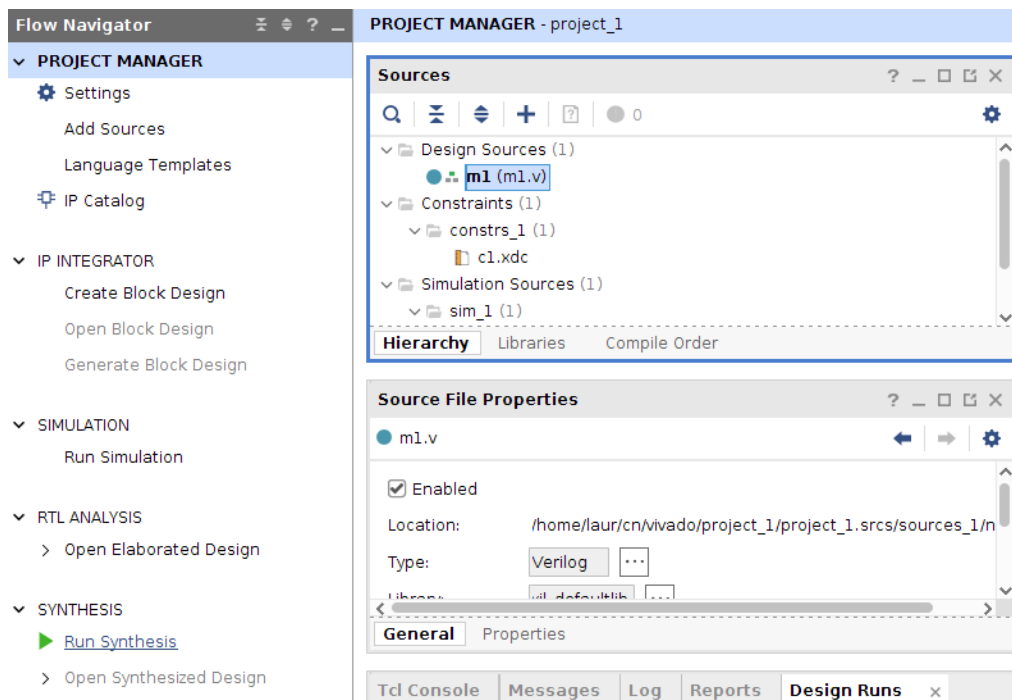 Flow Navigator
?
PROJECT MANAGER
Settings
Add Sources
Language Templates
IP Catalog
IP INTEGRATOR
Create Block Design
Open Block Design
Generate Block Design
SIMULATION
Run Simulation
RTL ANALYSIS
Open Elaborated Design
SYNTHESIS
Run Synthesis
Open Synthesized Design
PROJECT MANAGER - project_1
Sources
?
? 0
Design Sources (1)
m1 (m1.v)
Constraints (1)
constrs_1 (1)
c1.xdc
Simulation Sources (1)
sim_1 (1)
Hierarchy Libraries Compile Order
Source File Properties
?
m1.v
Enabled
Location: /home/laur/cn/vivado/project_1/project_1.srcs/sources_1/n
Type: Verilog ...
Library: xil_defaultlib ...
General Properties
Tcl Console Messages Log Reports Design Runs